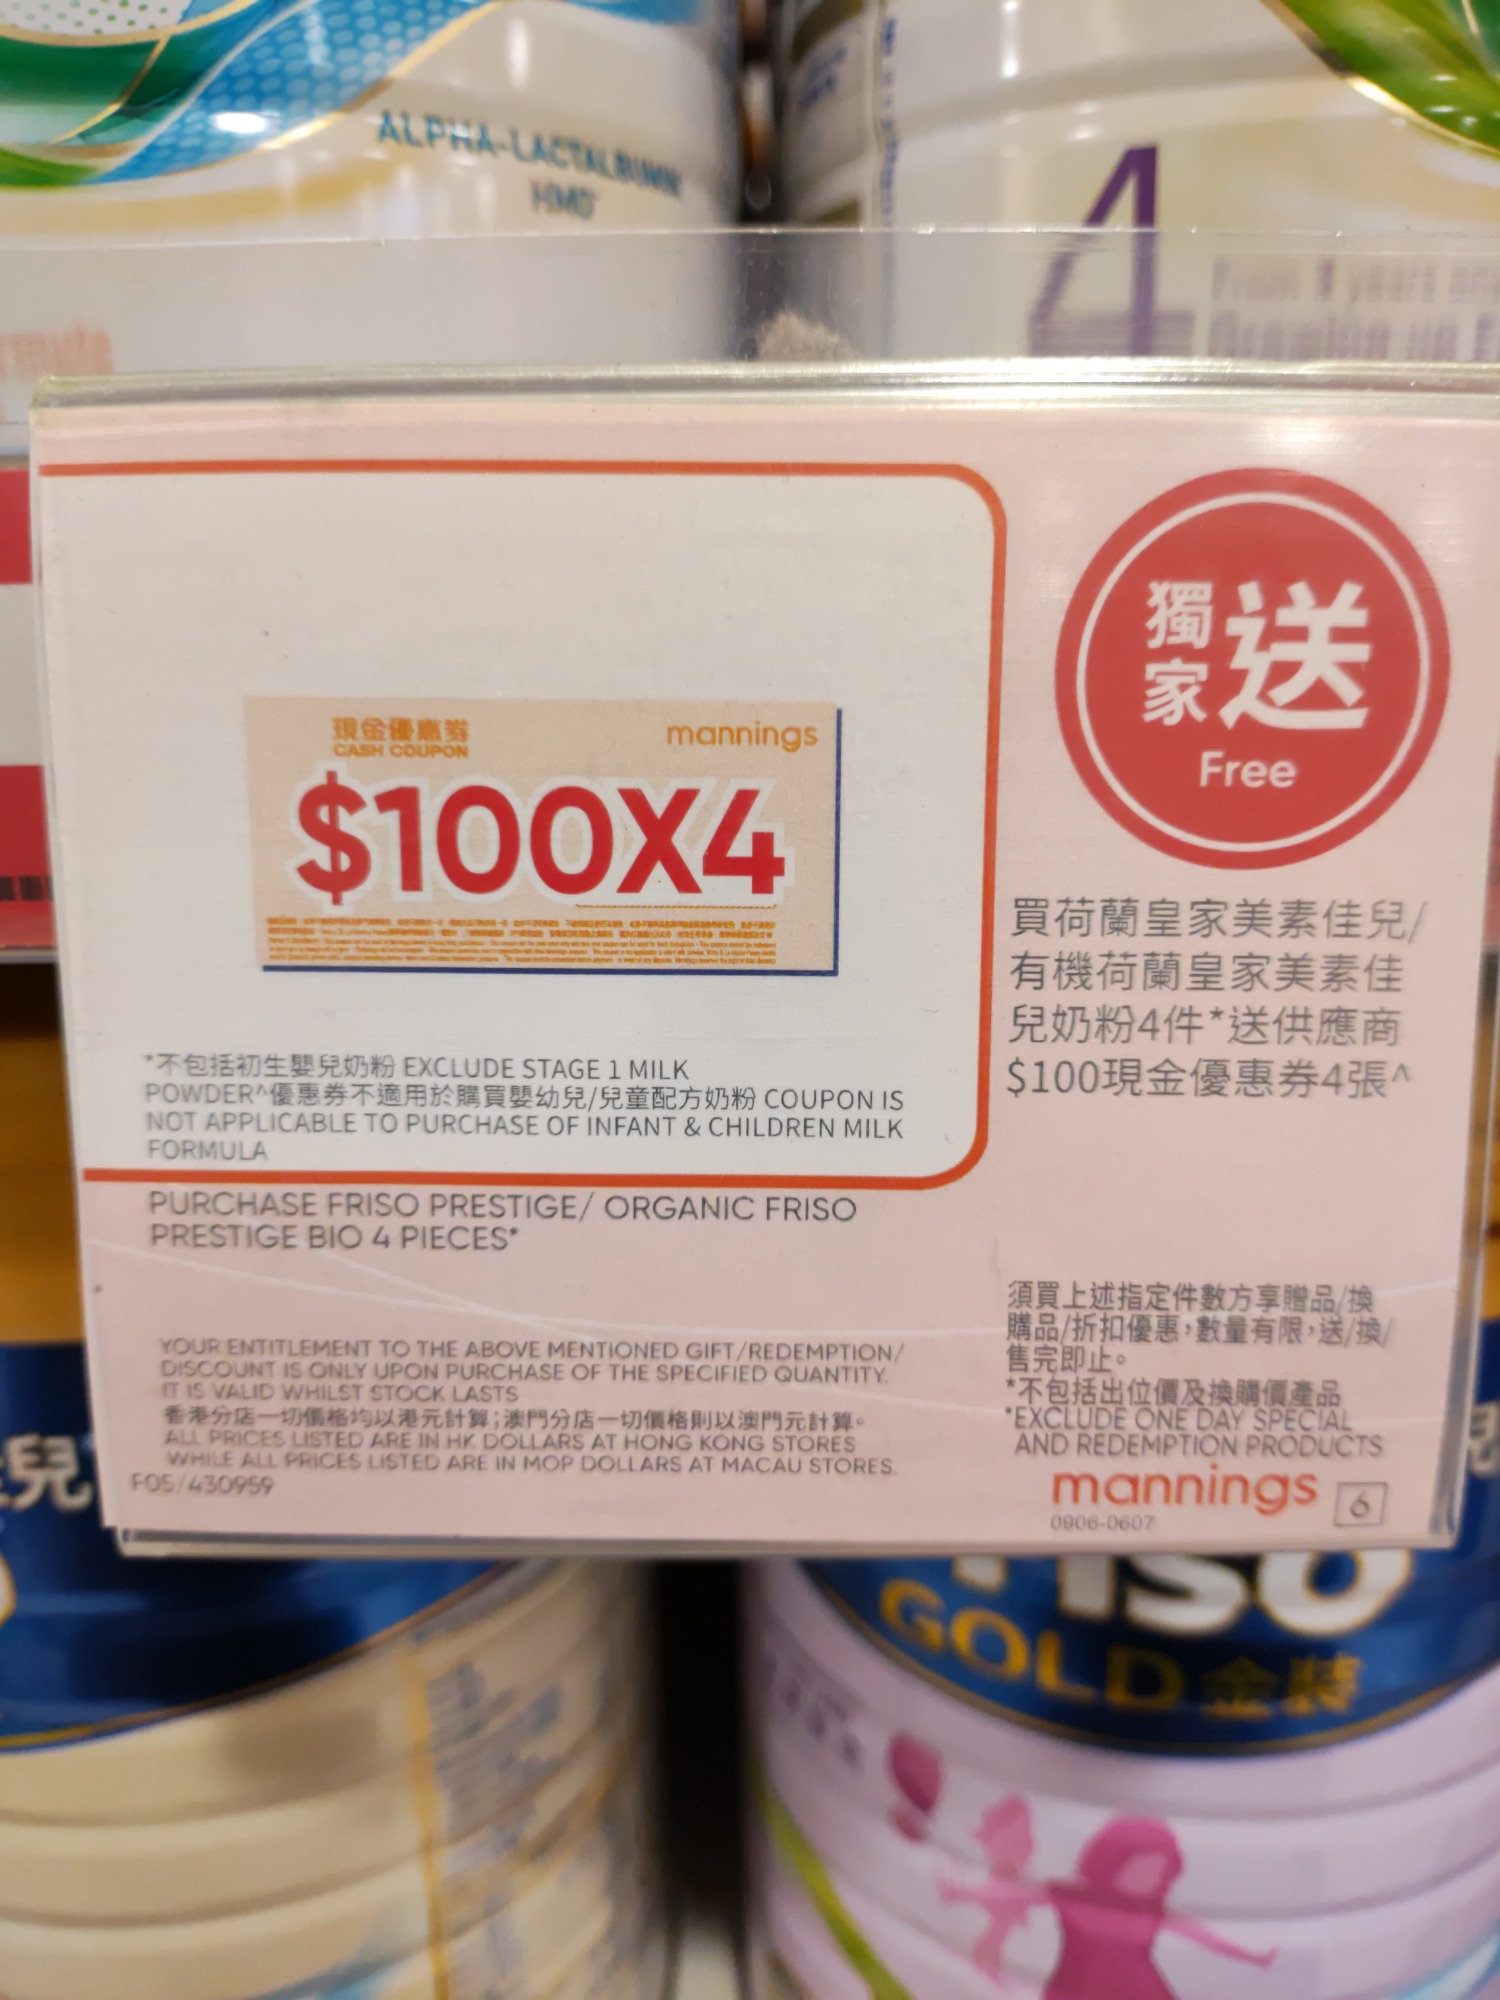 ALPHA-LACTALBUMIN
HMO
4
現金優惠券
CASH COUPON
mannings
$100X4
獨家
送
Free
買荷蘭皇家美素佳兒/
有機荷蘭皇家美素佳
兒奶粉4件*送供應商
$100現金優惠券4張^
*不包括初生嬰兒奶粉 EXCLUDE STAGE 1 MILK
POWDER^優惠券不適用於購買嬰幼兒/兒童配方奶粉 COUPON IS
NOT APPLICABLE TO PURCHASE OF INFANT & CHILDREN MILK
FORMULA
PURCHASE FRISO PRESTIGE/ ORGANIC FRISO
PRESTIGE BIO 4 PIECES*
YOUR ENTITLEMENT TO THE ABOVE MENTIONED GIFT/REDEMPTION/
DISCOUNT IS ONLY UPON PURCHASE OF THE SPECIFIED QUANTITY.
IT IS VALID WHILST STOCK LASTS
香港分店一切價格均以港元計算;澳門分店一切價格則以澳門元計算。
ALL PRICES LISTED ARE IN HK DOLLARS AT HONG KONG STORES
WHILE ALL PRICES LISTED ARE IN MOP DOLLARS AT MACAU STORES.
F05/430959
須買上述指定件數方享贈品/換
購品/折扣優惠,數量有限,送/換/
售完即止。
*不包括出位價及換購價產品
*EXCLUDE ONE DAY SPECIAL
AND REDEMPTION PRODUCTS
mannings 6
0906-0607
兒
GOLD 金裝